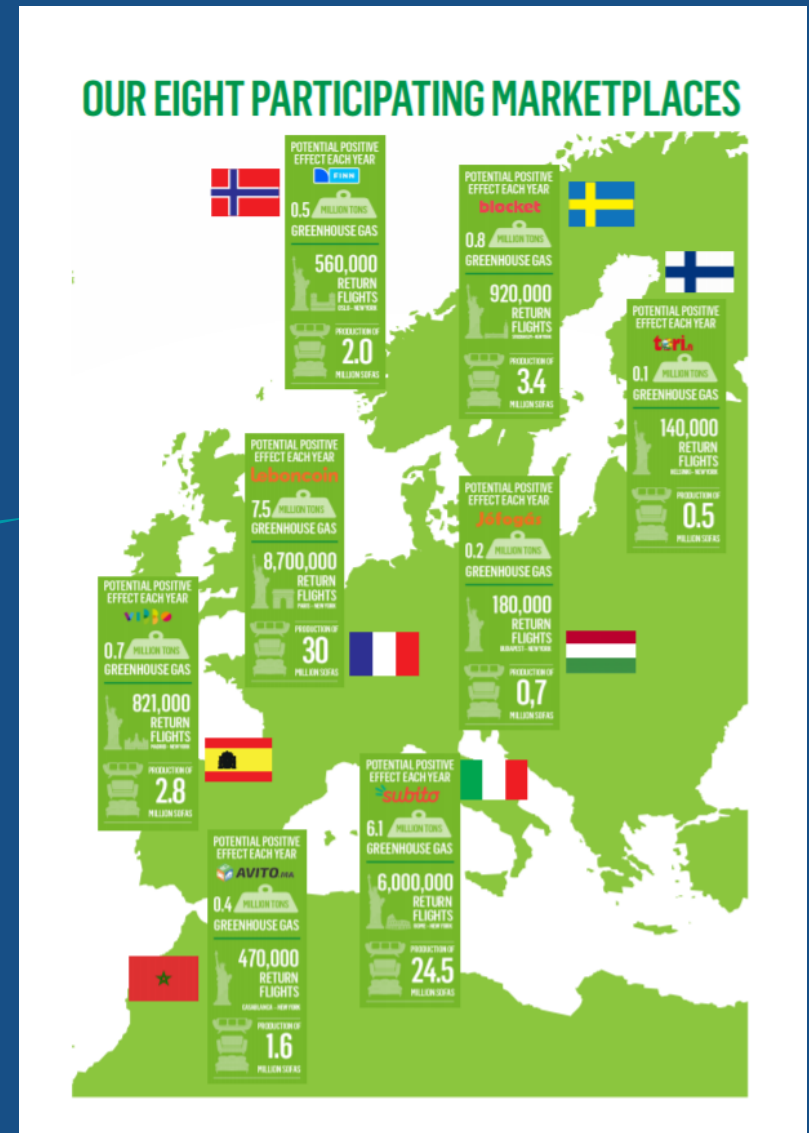 OUR EIGHT PARTICIPATING MARKETPLACES
POTENTIAL POSITIVE
EFFECT EACH YEAR
FINN
0.5 MILLION TONS
GREENHOUSE GAS
560,000
RETURN
FLIGHTS
OSLO - NEW YORK
PRODUCTION OF
2.0
MILLION SOFAS
POTENTIAL POSITIVE
EFFECT EACH YEAR
blocket
0.8 MILLION TONS
GREENHOUSE GAS
920,000
RETURN
FLIGHTS
STOCKHOLM - NEW YORK
PRODUCTION OF
3.4
MILLION SOFAS
POTENTIAL POSITIVE
EFFECT EACH YEAR
tori.fi
0.1 MILLION TONS
GREENHOUSE GAS
140,000
RETURN
FLIGHTS
HELSINKI - NEW YORK
PRODUCTION OF
0.5
MILLION SOFAS
POTENTIAL POSITIVE
EFFECT EACH YEAR
leboncoin
7.5 MILLION TONS
GREENHOUSE GAS
8,700,000
RETURN
FLIGHTS
PARIS - NEW YORK
PRODUCTION OF
30
MILLION SOFAS
POTENTIAL POSITIVE
EFFECT EACH YEAR
Jófogás
0.2 MILLION TONS
GREENHOUSE GAS
180,000
RETURN
FLIGHTS
BUDAPEST - NEW YORK
PRODUCTION OF
0,7
MILLION SOFAS
POTENTIAL POSITIVE
EFFECT EACH YEAR
vibbo
0.7 MILLION TONS
GREENHOUSE GAS
821,000
RETURN
FLIGHTS
MADRID - NEW YORK
PRODUCTION OF
2.8
MILLION SOFAS
POTENTIAL POSITIVE
EFFECT EACH YEAR
subito
6.1 MILLION TONS
GREENHOUSE GAS
6,000,000
RETURN
FLIGHTS
ROME - NEW YORK
PRODUCTION OF
24.5
MILLION SOFAS
POTENTIAL POSITIVE
EFFECT EACH YEAR
AVITO.MA
0.4 MILLION TONS
GREENHOUSE GAS
470,000
RETURN
FLIGHTS
CASABLANCA - NEW YORK
PRODUCTION OF
1.6
MILLION SOFAS